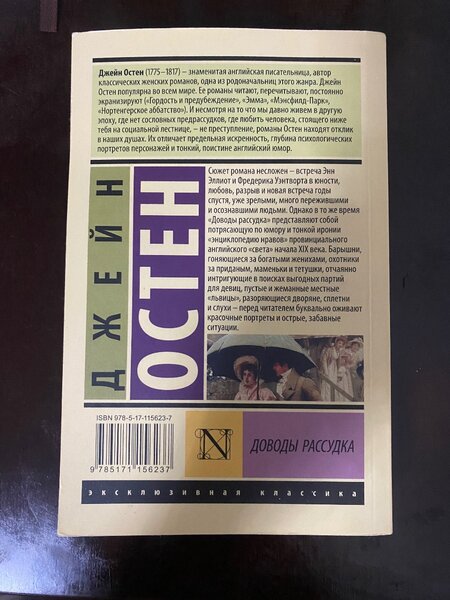 Джейн Остен (1775–1817) – знаменитая английская писательница, автор
классических женских романов, одна из родоначальниц этого жанра. Джейн
Остен популярна во всем мире. Ее романы читают, перечитывают, постоянно
экранизируют («Гордость и предубеждение», «Эмма», «Мэнсфилд-Парк»,
«Нортенгерское аббатство»). И несмотря на то что мы давно живем в другую
эпоху, где нет сословных предрассудков, где любить человека, стоящего ниже
тебя на социальной лестнице, – не преступление, романы Остен находят отклик
в наших душах. Их отличает предельная искренность, глубина психологических
портретов персонажей и тонкий, поистине английский юмор.
ДЖЕЙН
ОСТЕН
Сюжет романа несложен – встреча Энн
Эллиот и Фредерика Уэнтворта в юности,
любовь, разрыв и новая встреча годы
спустя, уже зрелыми, много пережившими
и осознавшими людьми. Однако в то же время
«Доводы рассудка» представляют собой
потрясающую по юмору и тонкой иронии
«энциклопедию нравов» провинциального
английского «света» начала XIX века. Барышни,
гоняющиеся за богатыми женихами, охотники
за приданым, маменьки и тетушки, отчаянно
интригующие в поисках выгодных партий
для девиц, пустые и жеманные местные
«львицы», разоряющиеся дворяне, сплетни
и слухи – перед читателем буквально оживают
красочные портреты и острые, забавные
ситуации.
ISBN 978-5-17-115623-7
9 785171 156237
N
ДОВОДЫ РАССУДКА
эксклюзивная классика